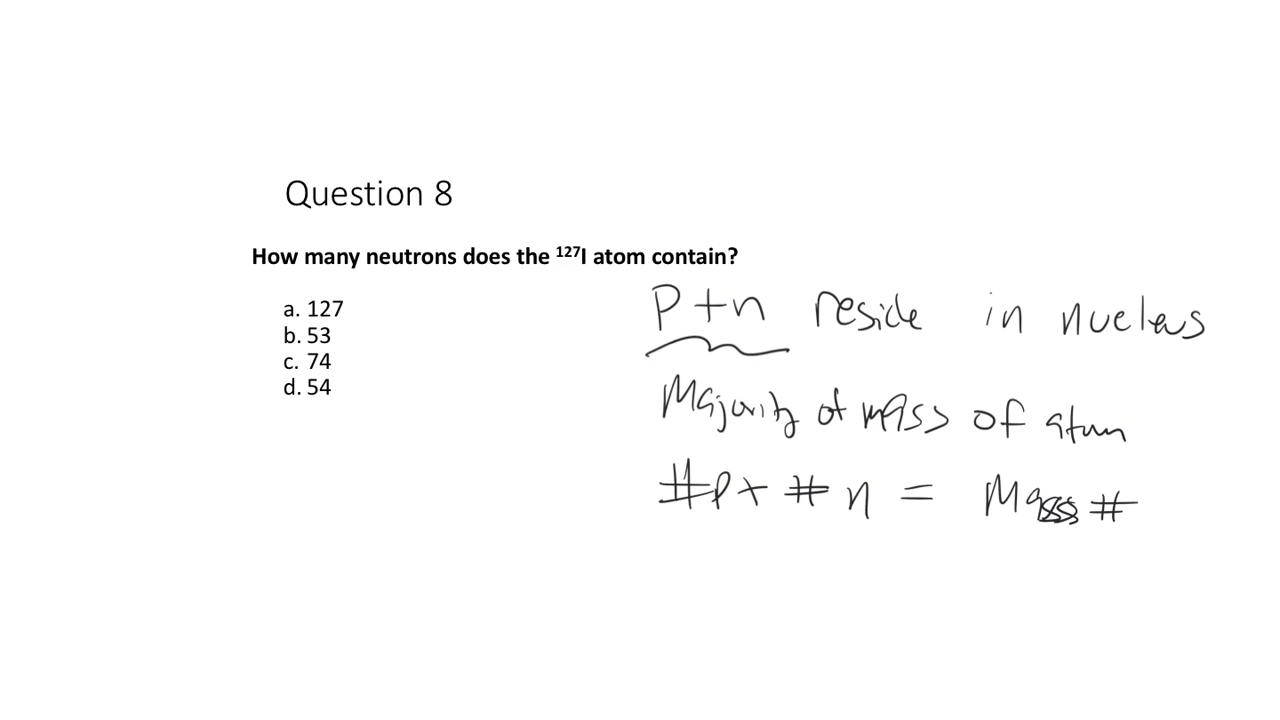 Question 8
How many neutrons does the ¹²⁷I atom contain?
a. 127
b. 53
c. 74
d. 54
P+n reside in nucleus
Majority of mass of atom
#p+ #n = Mass #